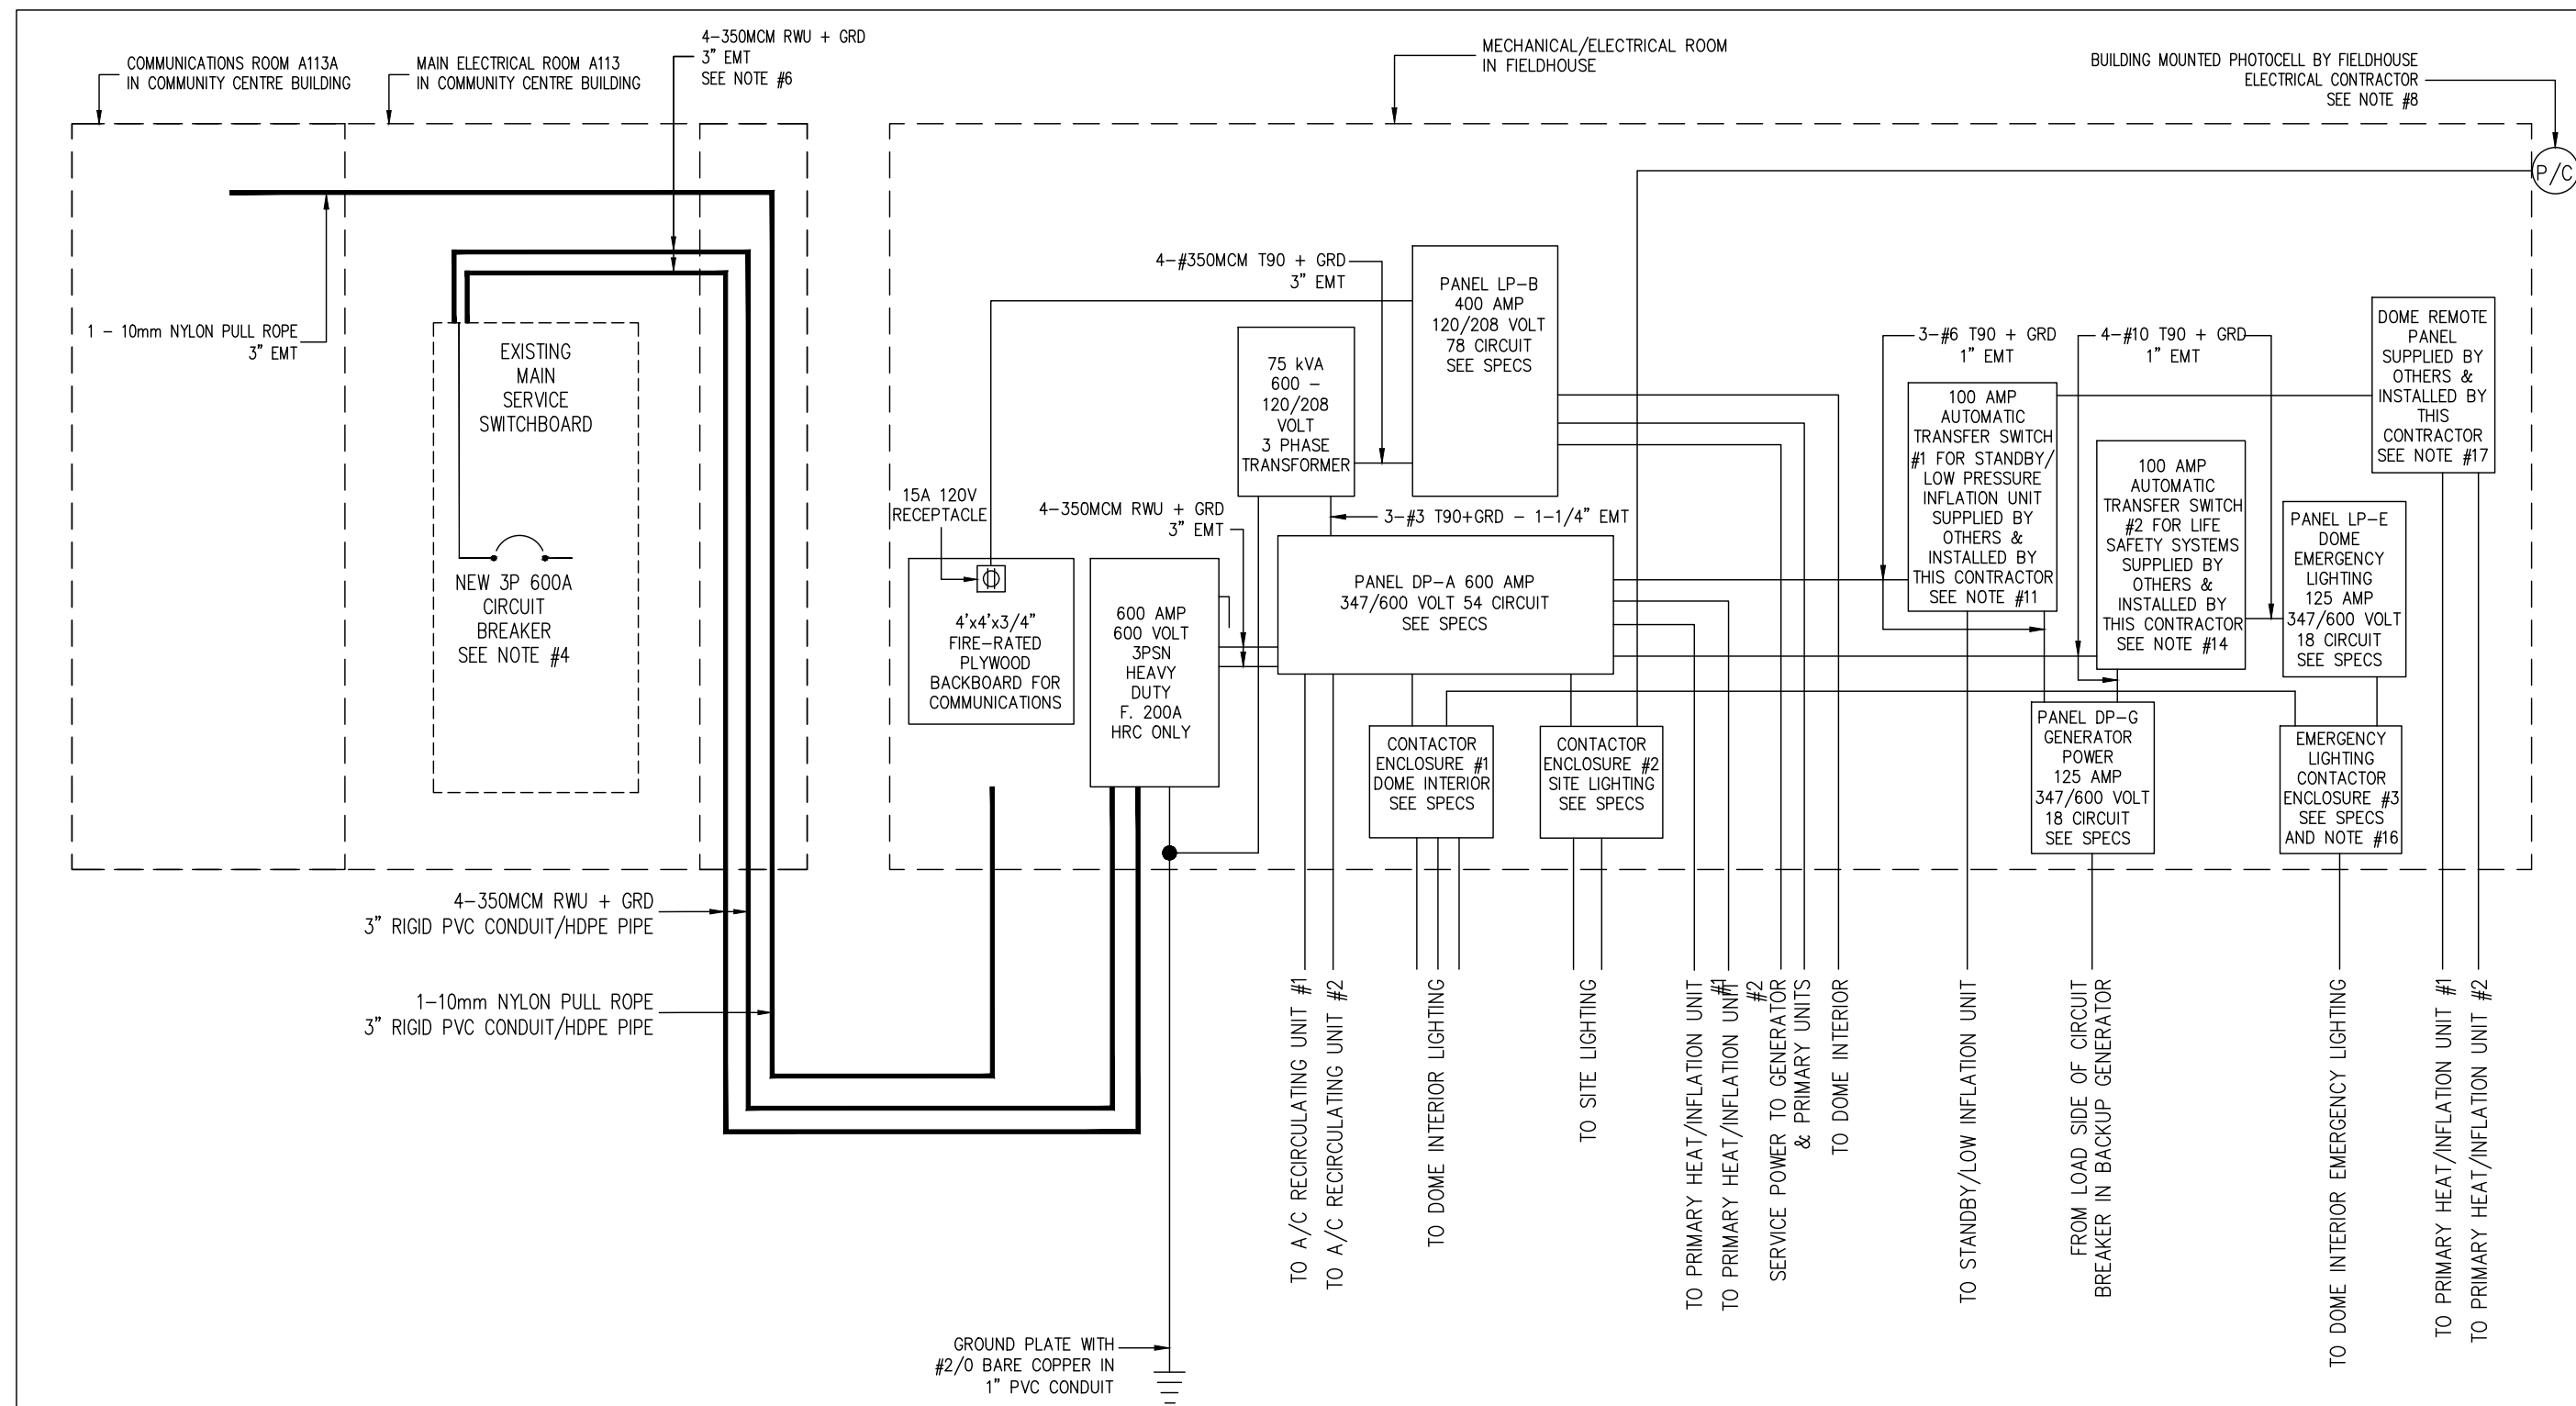 COMMUNICATIONS ROOM A113A
IN COMMUNITY CENTRE BUILDING
MAIN ELECTRICAL ROOM A113
IN COMMUNITY CENTRE BUILDING
4-350MCM RWU + GRD
3" EMT
SEE NOTE #6
MECHANICAL/ELECTRICAL ROOM
IN FIELDHOUSE
BUILDING MOUNTED PHOTOCELL BY FIELDHOUSE
ELECTRICAL CONTRACTOR
SEE NOTE #8
P/C
1 - 10mm NYLON PULL ROPE
3" EMT
EXISTING
MAIN
SERVICE
SWITCHBOARD
NEW 3P 600A
CIRCUIT
BREAKER
SEE NOTE #4
4-#350MCM T90 + GRD
3" EMT
PANEL LP-B
400 AMP
120/208 VOLT
78 CIRCUIT
SEE SPECS
75 kVA
600 -
120/208
VOLT
3 PHASE
TRANSFORMER
15A 120V
RECEPTACLE
4-350MCM RWU + GRD
3" EMT
3-#3 T90+GRD - 1-1/4" EMT
4'x4'x3/4"
FIRE-RATED
PLYWOOD
BACKBOARD FOR
COMMUNICATIONS
600 AMP
600 VOLT
3PSN
HEAVY
DUTY
F. 200A
HRC ONLY
PANEL DP-A 600 AMP
347/600 VOLT 54 CIRCUIT
SEE SPECS
3-#6 T90 + GRD
1" EMT
4-#10 T90 + GRD
1" EMT
100 AMP
AUTOMATIC
TRANSFER SWITCH
#1 FOR STANDBY/
LOW PRESSURE
INFLATION UNIT
SUPPLIED BY
OTHERS &
INSTALLED BY
THIS CONTRACTOR
SEE NOTE #11
100 AMP
AUTOMATIC
TRANSFER SWITCH
#2 FOR LIFE
SAFETY SYSTEMS
SUPPLIED BY
OTHERS &
INSTALLED BY
THIS CONTRACTOR
SEE NOTE #14
DOME REMOTE
PANEL
SUPPLIED BY
OTHERS &
INSTALLED BY
THIS
CONTRACTOR
SEE NOTE #17
PANEL LP-E
DOME
EMERGENCY
LIGHTING
125 AMP
347/600 VOLT
18 CIRCUIT
SEE SPECS
CONTACTOR
ENCLOSURE #1
DOME INTERIOR
SEE SPECS
CONTACTOR
ENCLOSURE #2
SITE LIGHTING
SEE SPECS
PANEL DP-G
GENERATOR
POWER
125 AMP
347/600 VOLT
18 CIRCUIT
SEE SPECS
EMERGENCY
LIGHTING
CONTACTOR
ENCLOSURE #3
SEE SPECS
AND NOTE #16
4-350MCM RWU + GRD
3" RIGID PVC CONDUIT/HDPE PIPE
1-10mm NYLON PULL ROPE
3" RIGID PVC CONDUIT/HDPE PIPE
TO A/C RECIRCULATING UNIT #1
TO A/C RECIRCULATING UNIT #2
TO DOME INTERIOR LIGHTING
TO SITE LIGHTING
TO PRIMARY HEAT/INFLATION UNIT
#1
TO PRIMARY HEAT/INFLATION UNIT
#2
SERVICE POWER TO GENERATOR
& PRIMARY UNITS
TO DOME INTERIOR
TO STANDBY/LOW INFLATION UNIT
FROM LOAD SIDE OF CIRCUIT
BREAKER IN BACKUP GENERATOR
TO DOME INTERIOR EMERGENCY LIGHTING
TO PRIMARY HEAT/INFLATION UNIT #1
TO PRIMARY HEAT/INFLATION UNIT #2
GROUND PLATE WITH
#2/0 BARE COPPER IN
1" PVC CONDUIT